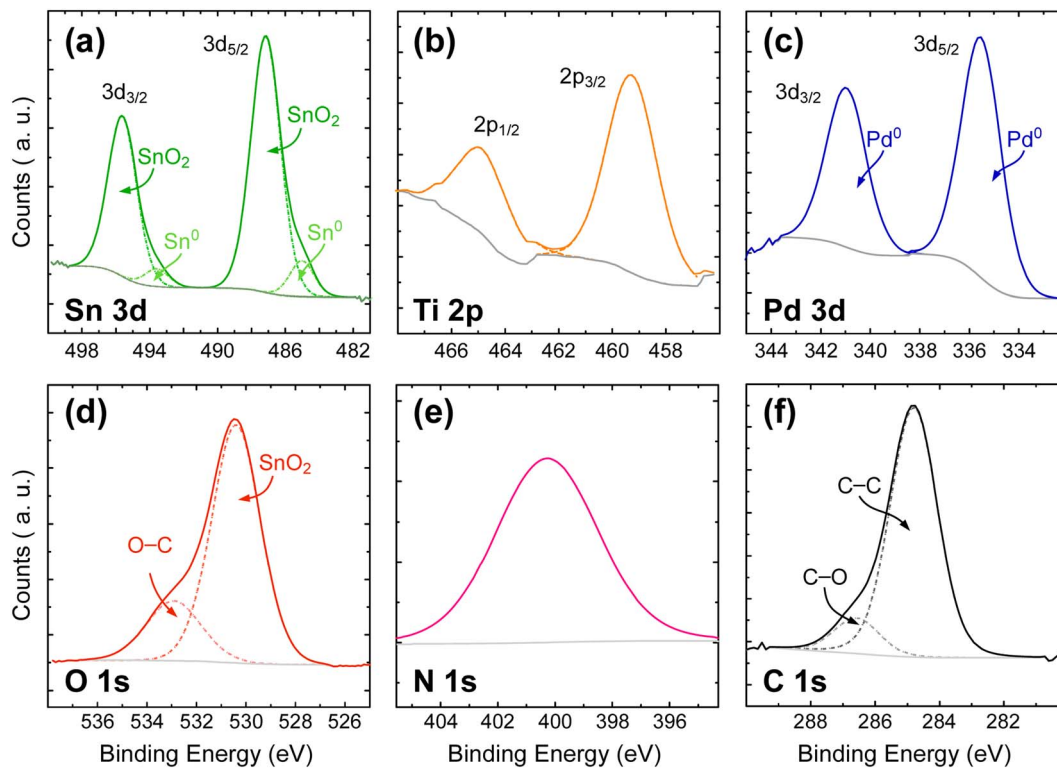 (a)
3d5/2
3d3/2
SnO2
SnO2
Sn0
Sn0
Sn 3d
498 494 490 486 482
Counts ( a. u.)
(b)
2p3/2
2p1/2
Ti 2p
466 464 462 460 458
(c)
3d5/2
3d3/2
Pd0
Pd0
Pd 3d
344 342 340 338 336 334
(d)
SnO2
O–C
O 1s
536 534 532 530 528 526
Counts ( a. u.)
Binding Energy (eV)
(e)
N 1s
404 402 400 398 396
Binding Energy (eV)
(f)
C–C
C–O
C 1s
288 286 284 282
Binding Energy (eV)